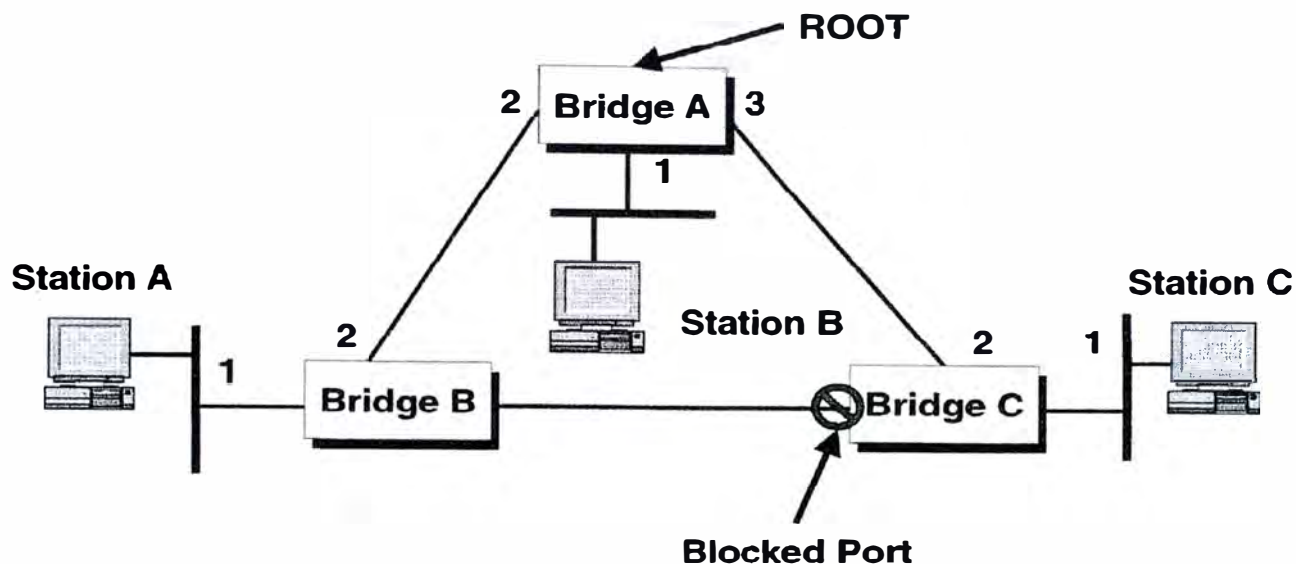 ROOT
2 Bridge A 3
1
Station A
Station C
Station B
2
2
1
1
Bridge B
Bridge C
Blocked Port